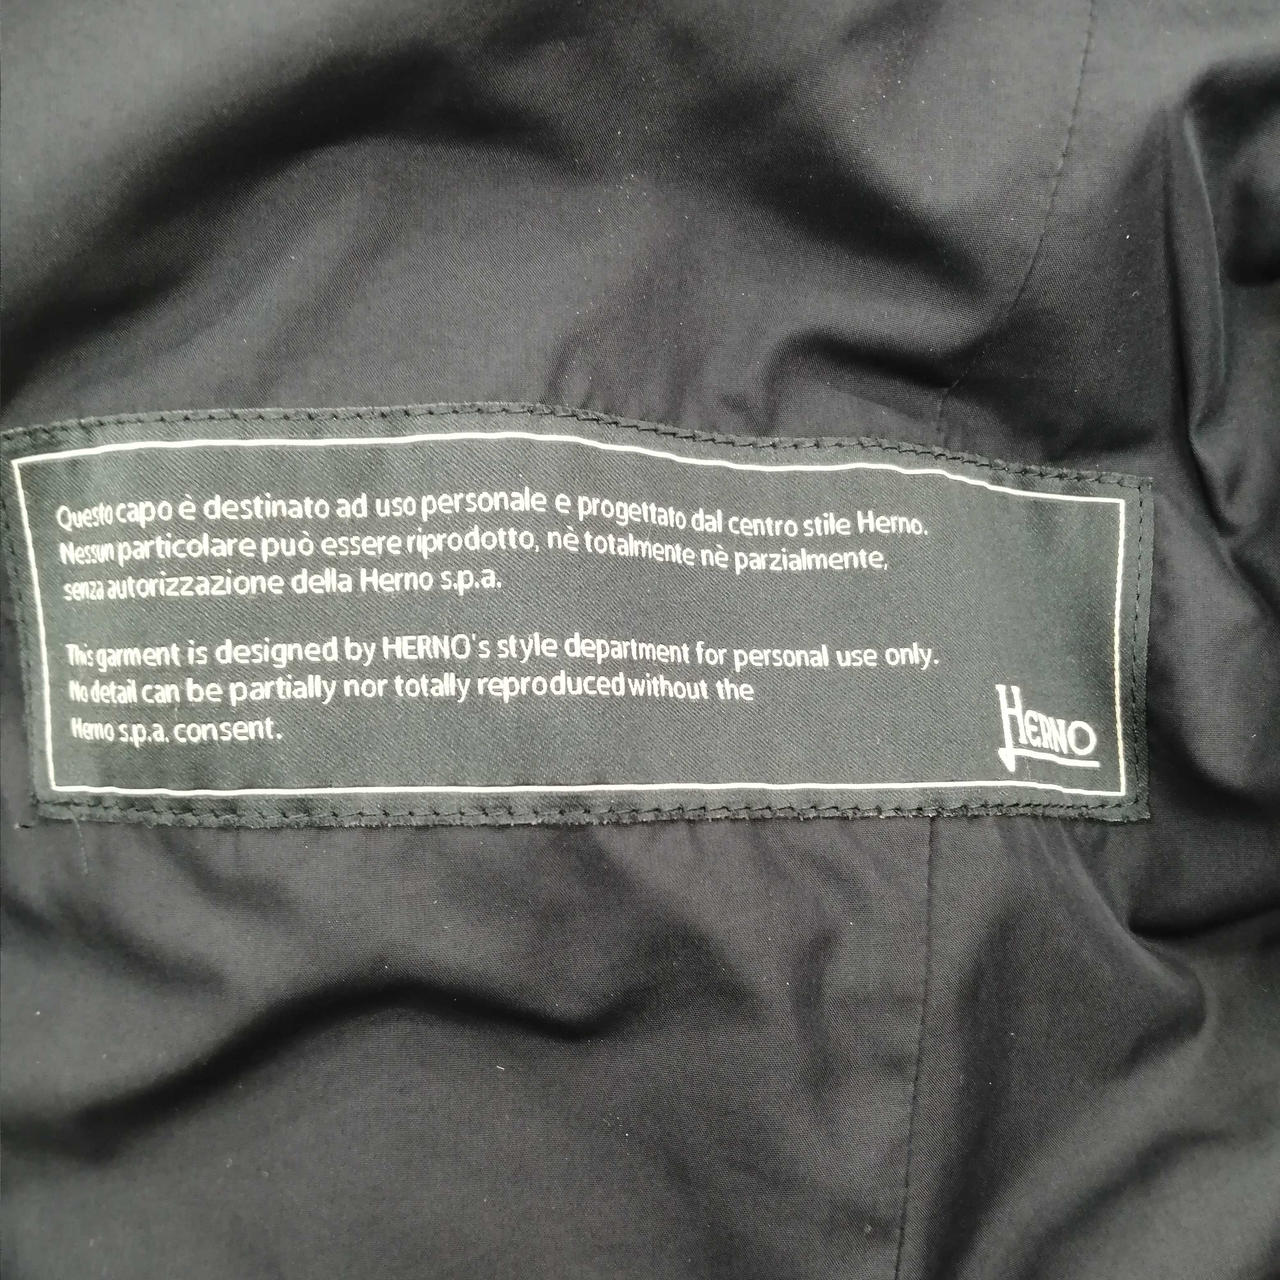 Questo capo è destinato ad uso personale e progettato dal centro stile Herno.
Nessun particolare può essere riprodotto, nè totalmente nè parzialmente,
senza autorizzazione della Herno s.p.a.
This garment is designed by HERNO's style department for personal use only.
No detail can be partially nor totally reproduced without the
Herno s.p.a. consent.
HERNO